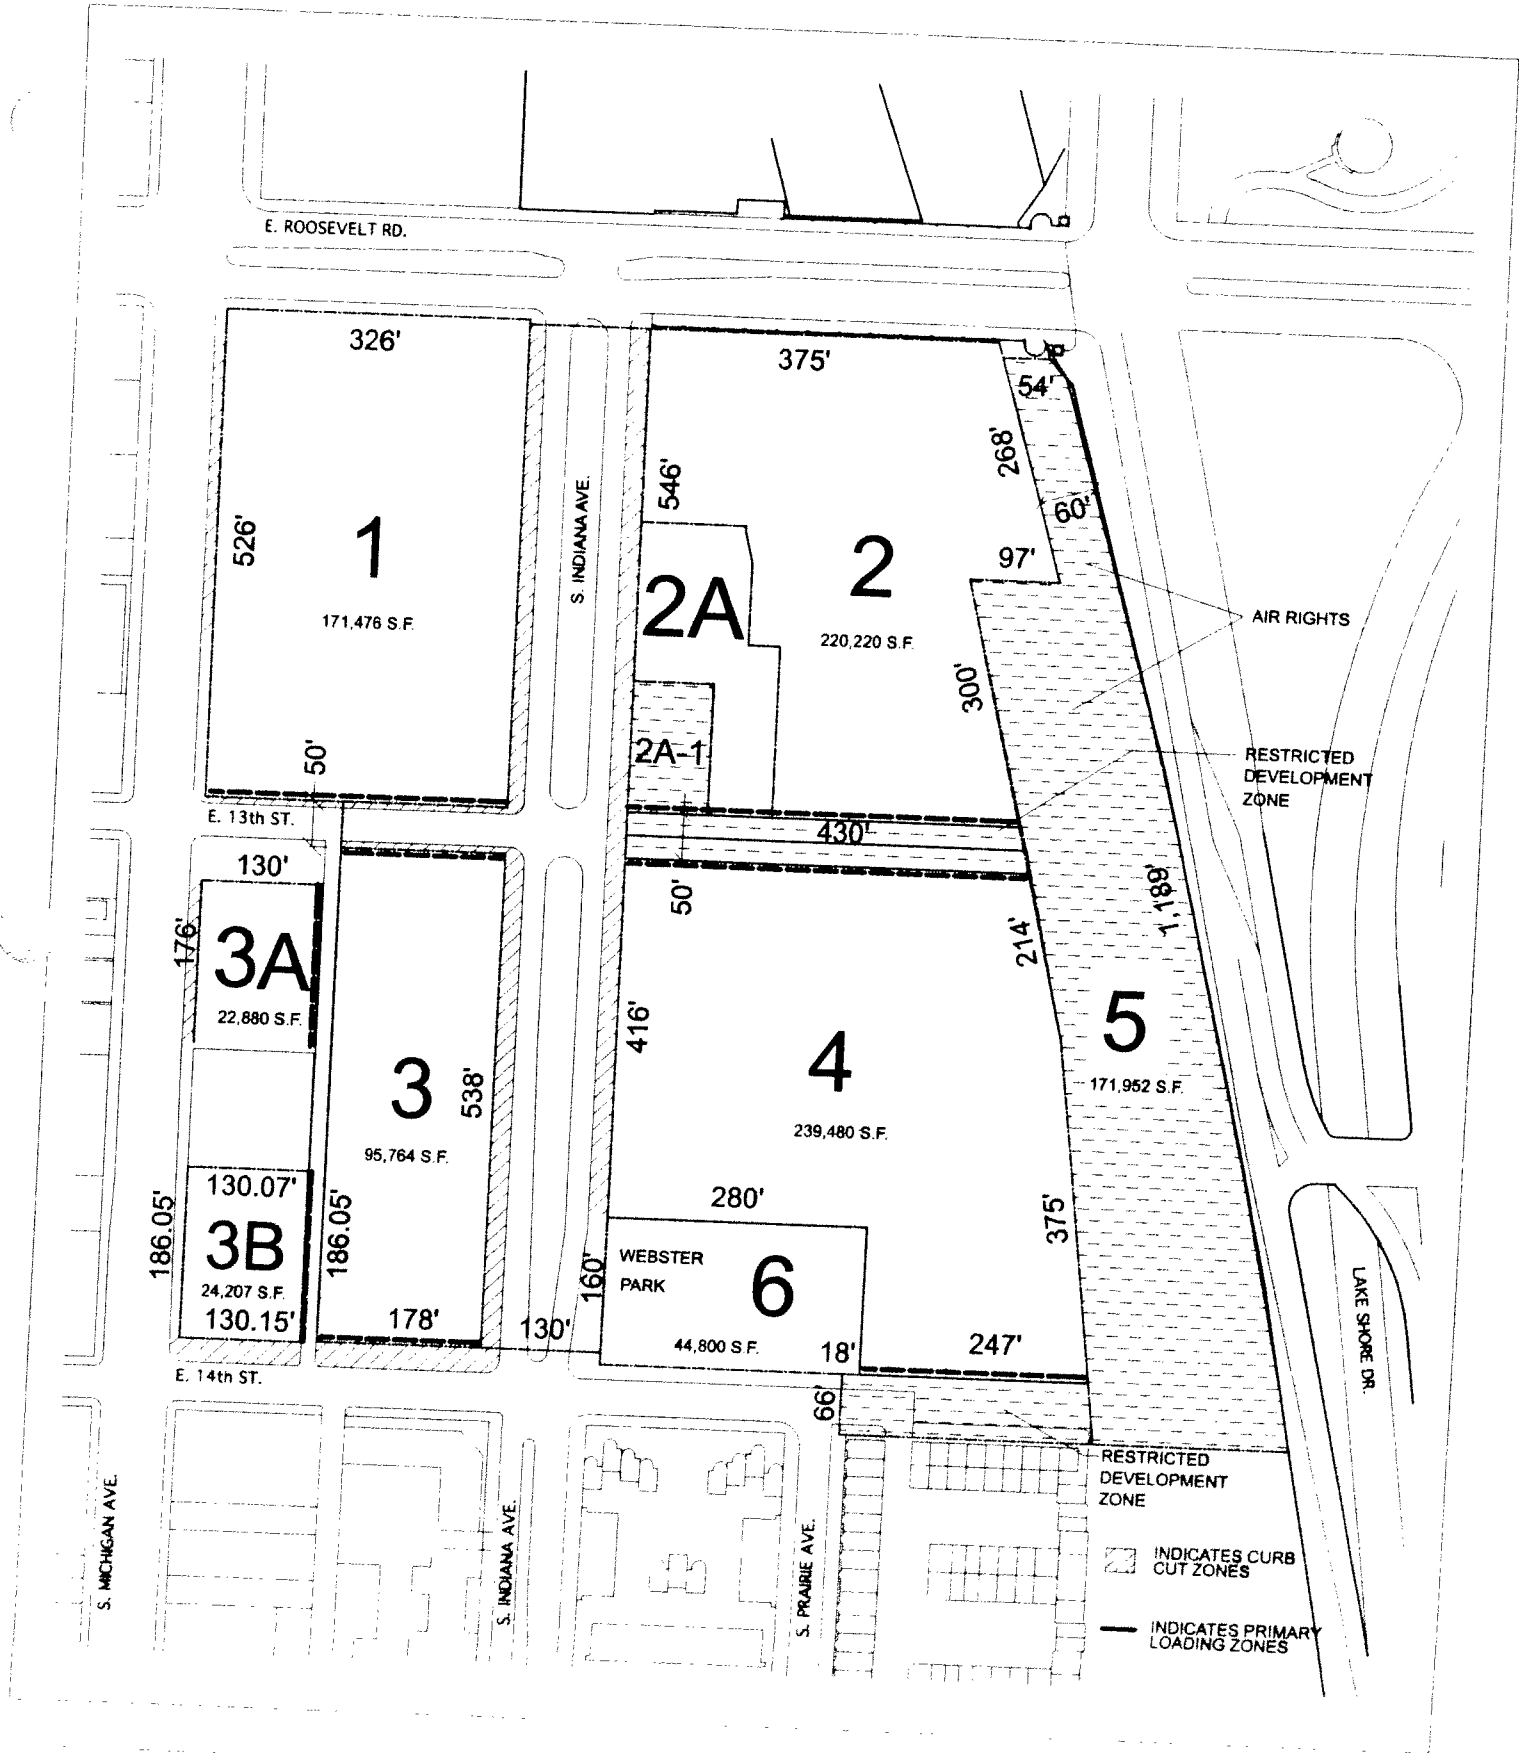 E. ROOSEVELT RD.
326'
375'
54'
268'
546'
526'
S. INDIANA AVE.
60'
1
2
97'
2A
171,476 S.F.
220,220 S.F.
AIR RIGHTS
300'
50'
2A-1
RESTRICTED
DEVELOPMENT
ZONE
E. 13th ST.
430'
130'
50'
1,189'
176'
3A
214'
22,880 S.F.
416'
5
4
3
538'
171,952 S.F.
239,480 S.F.
95,764 S.F.
130.07'
280'
186.05'
186.05'
375'
3B
WEBSTER
PARK
6
160'
24,207 S.F.
130.15'
178'
130'
44,800 S.F.
18'
247'
LAKE SHORE DR.
E. 14th ST.
66'
RESTRICTED
DEVELOPMENT
ZONE
S. MICHIGAN AVE.
S. INDIANA AVE.
S. PRAIRIE AVE.
INDICATES CURB
CUT ZONES
INDICATES PRIMARY
LOADING ZONES